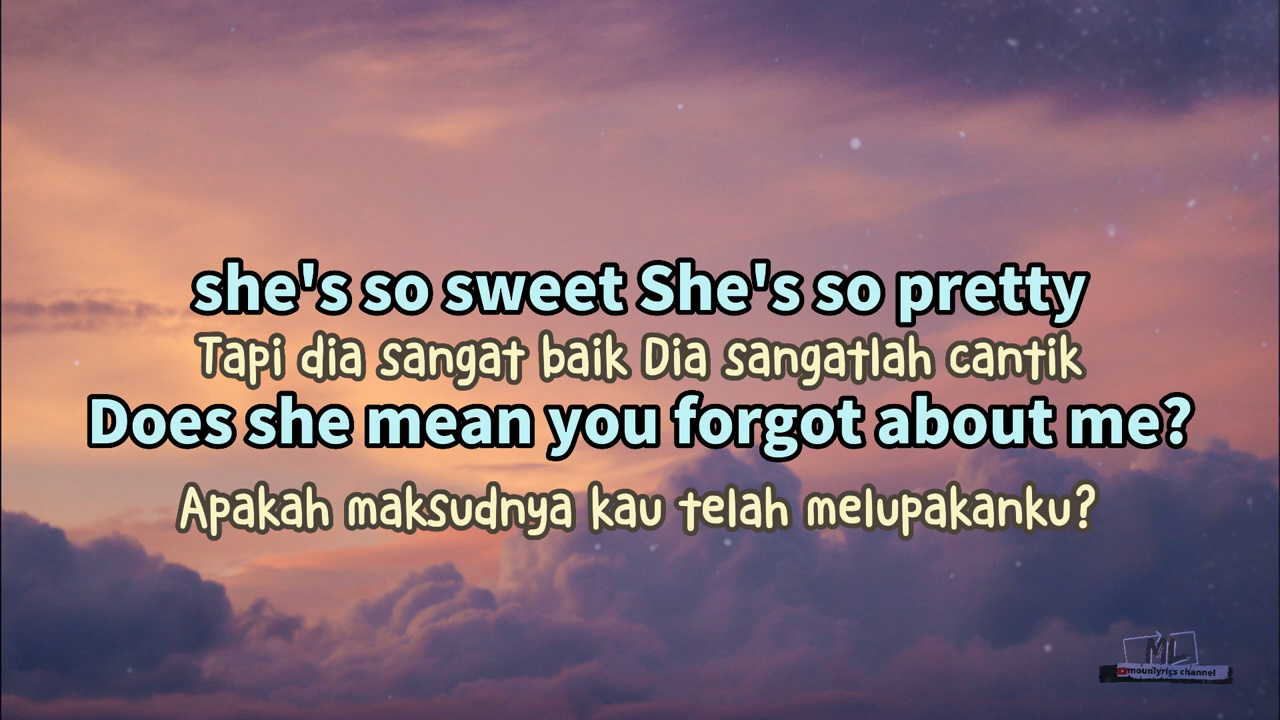 she's so sweet She's so pretty
Tapi dia sangat baik Dia sangatlah cantik
Does she mean you forgot about me?
Apakah maksudnya kau telah melupakanku?
ML
mounlyrics channel